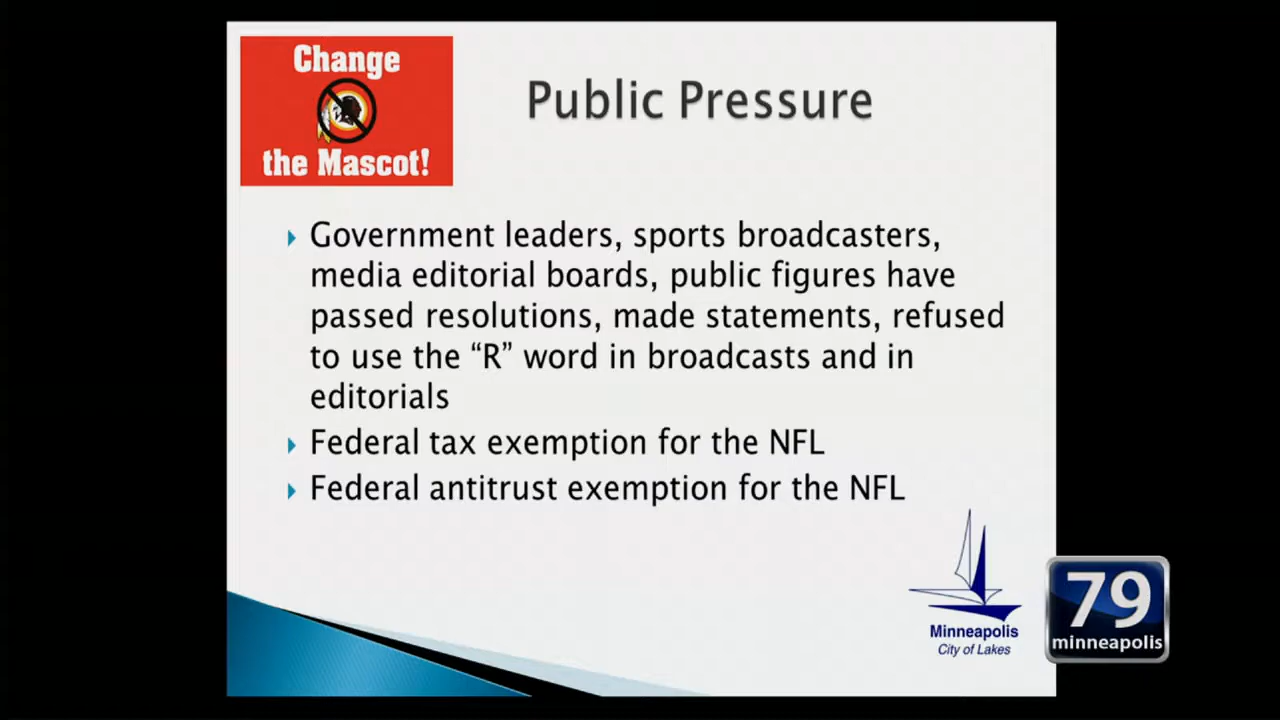 Change
the Mascot!
Public Pressure
Government leaders, sports broadcasters,
media editorial boards, public figures have
passed resolutions, made statements, refused
to use the “R” word in broadcasts and in
editorials
Federal tax exemption for the NFL
Federal antitrust exemption for the NFL
Minneapolis
City of Lakes
79
minneapolis